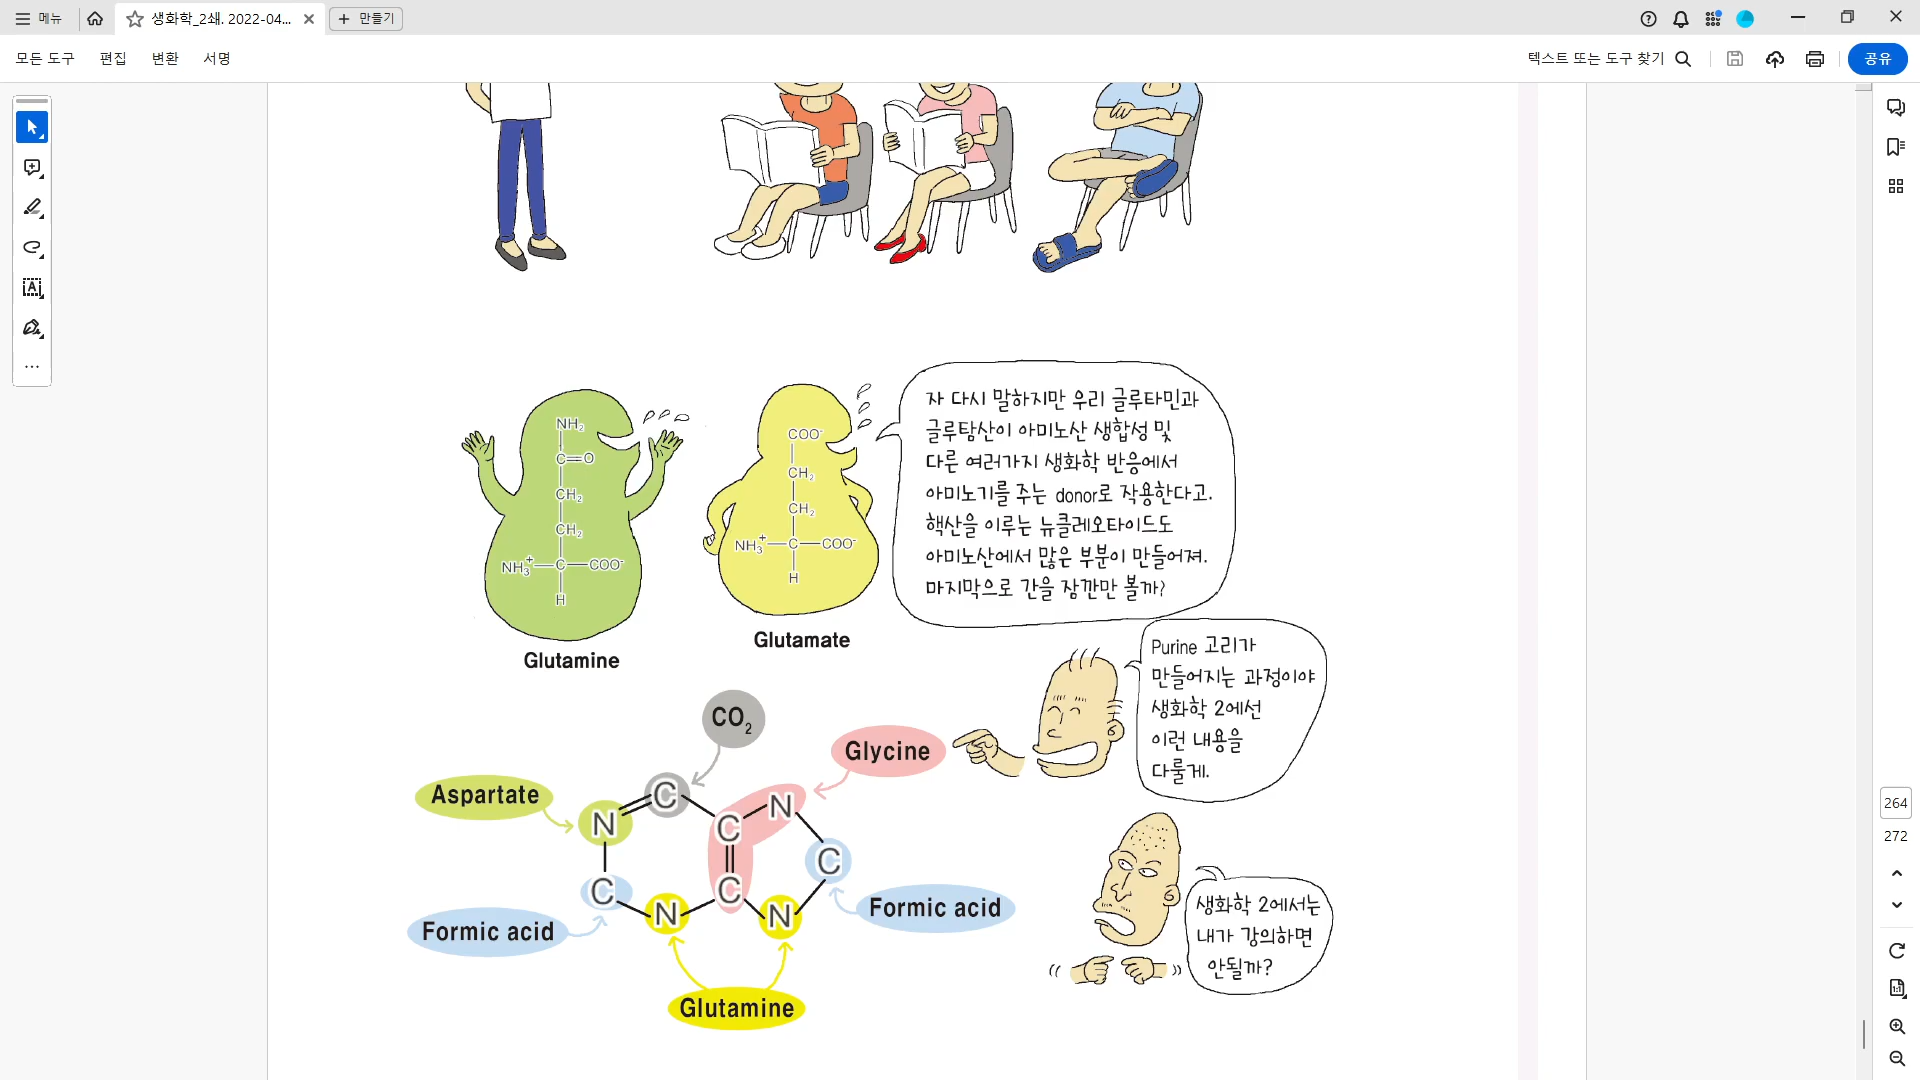 메뉴
생화학_2쇄. 2022-04...
만들기
모든 도구 편집 변환 서명
텍스트 또는 도구 찾기
공유
자 다시 말하지만 우리 글루타민과
글루탐산이 아미노산 생합성 및
다른 여러가지 생화학 반응에서
아미노기를 주는 donor로 작용한다고.
핵산을 이루는 뉴클레오타이드도
아미노산에서 많은 부분이 만들어져.
마지막으로 간을 잠깐만 볼까?
NH₂
C=O
CH₂
CH₂
NH₃⁺—C—COO⁻
H
Glutamine
COO⁻
CH₂
CH₂
NH₃⁺—C—COO⁻
H
Glutamate
Purine 고리가
만들어지는 과정이야
생화학 2에선
이런 내용을
다룰게.
CO₂
Glycine
Aspartate
N C C N
C C N N C
Formic acid
Formic acid
Glutamine
생화학 2에서는
내가 강의하면
안될까?
264
272